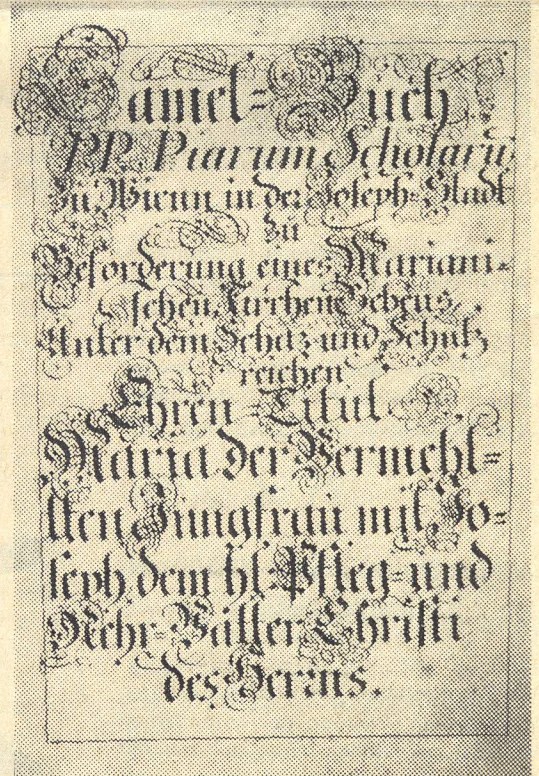 Samel=Buch
PP. Piarum Scholarū
Zu Wienn in der Joseph-Stadt
zu
Beforderung eines Mariani-
schen Kirchen Gebeus,
Unter dem Schaz-und Schutz
reichen
Ehren-Titul
Maria der Vermehl=
ten Jungfrau mit Jo=
seph dem hl. Pfleg=und
Nehr-Vatter Christi
des Herrns.